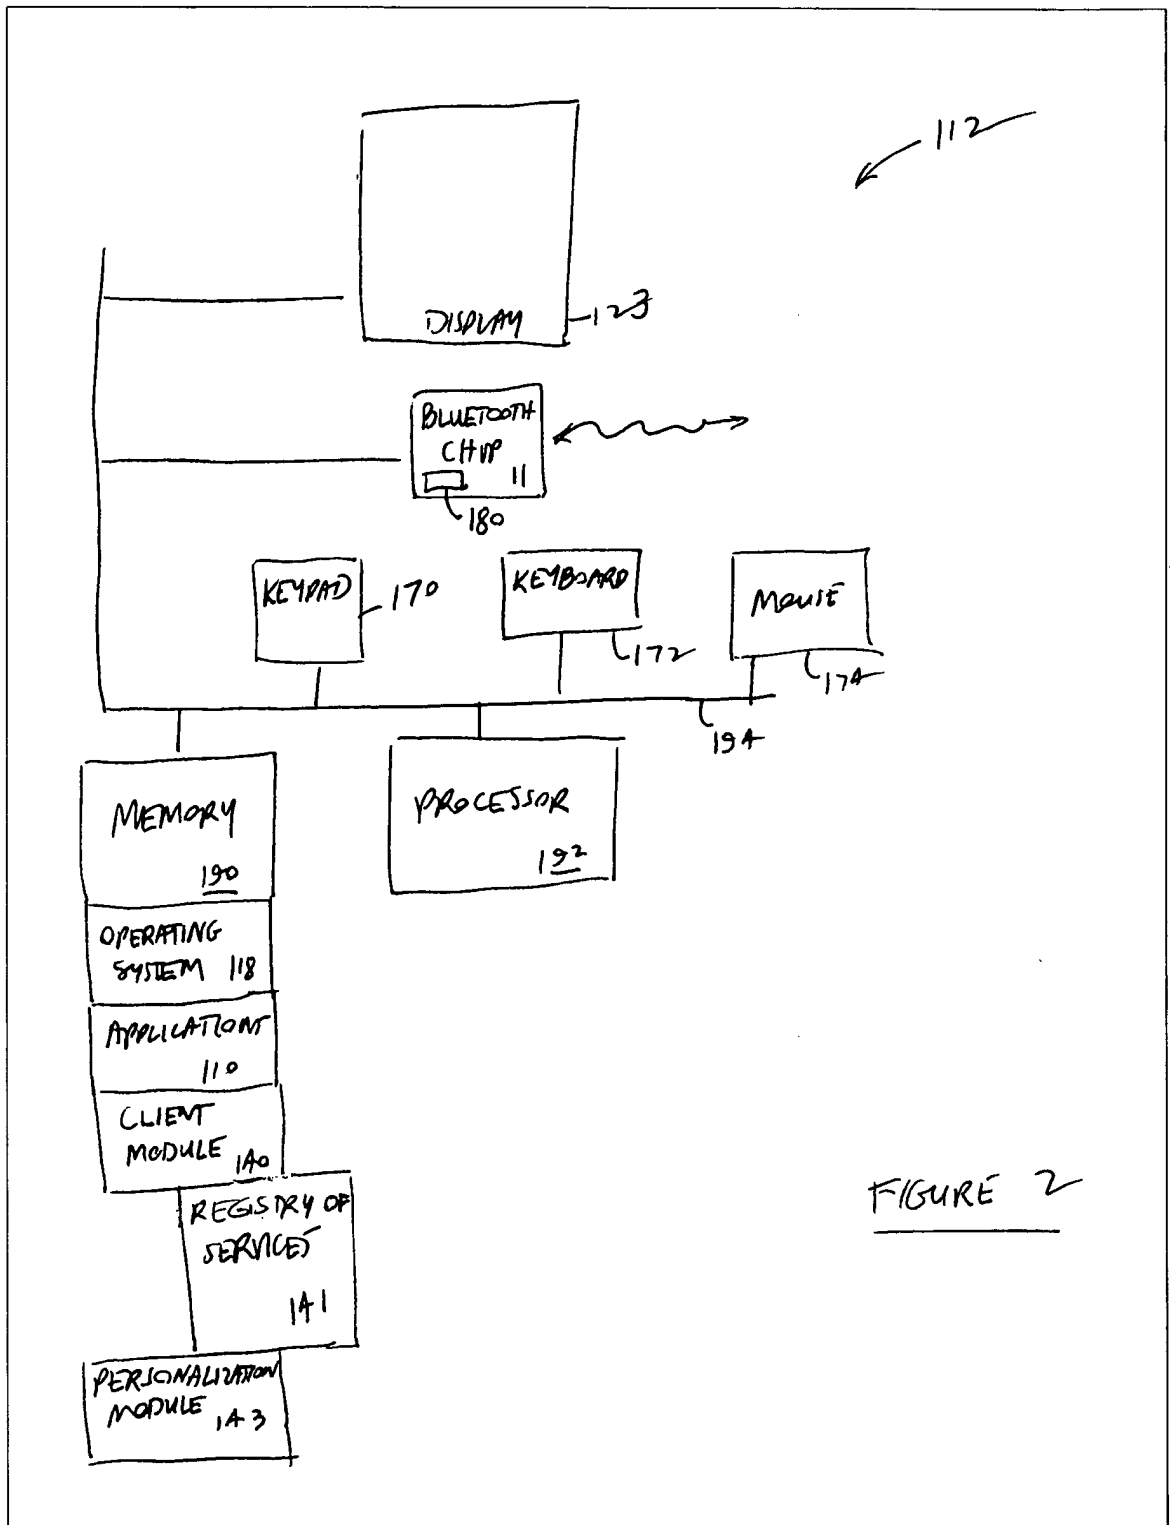 112
DISPLAY
123
BLUETOOTH
CHIP
11
180
KEYPAD
170
KEYBOARD
172
MOUSE
174
194
MEMORY
190
PROCESSOR
192
OPERATING
SYSTEM 118
APPLICATIONS
110
CLIENT
MODULE 140
REGISTRY OF
SERVICES
141
PERSONALIZATION
MODULE 143
FIGURE 2